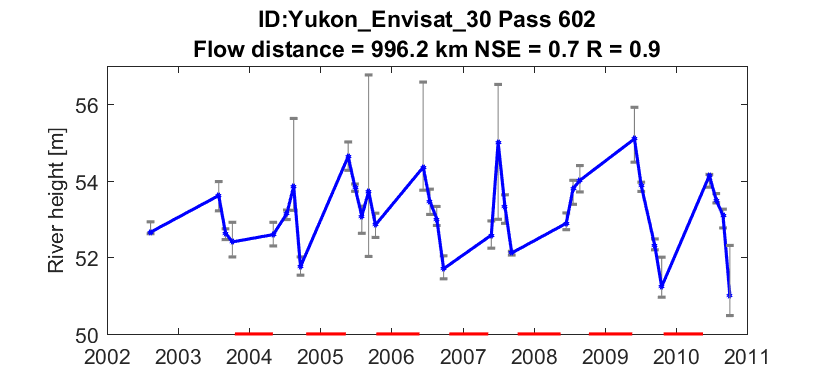 ID:Yukon_Envisat_30 Pass 602
Flow distance = 996.2 km NSE = 0.7 R = 0.9
River height [m]
56
54
52
50
2002 2003 2004 2005 2006 2007 2008 2009 2010 2011